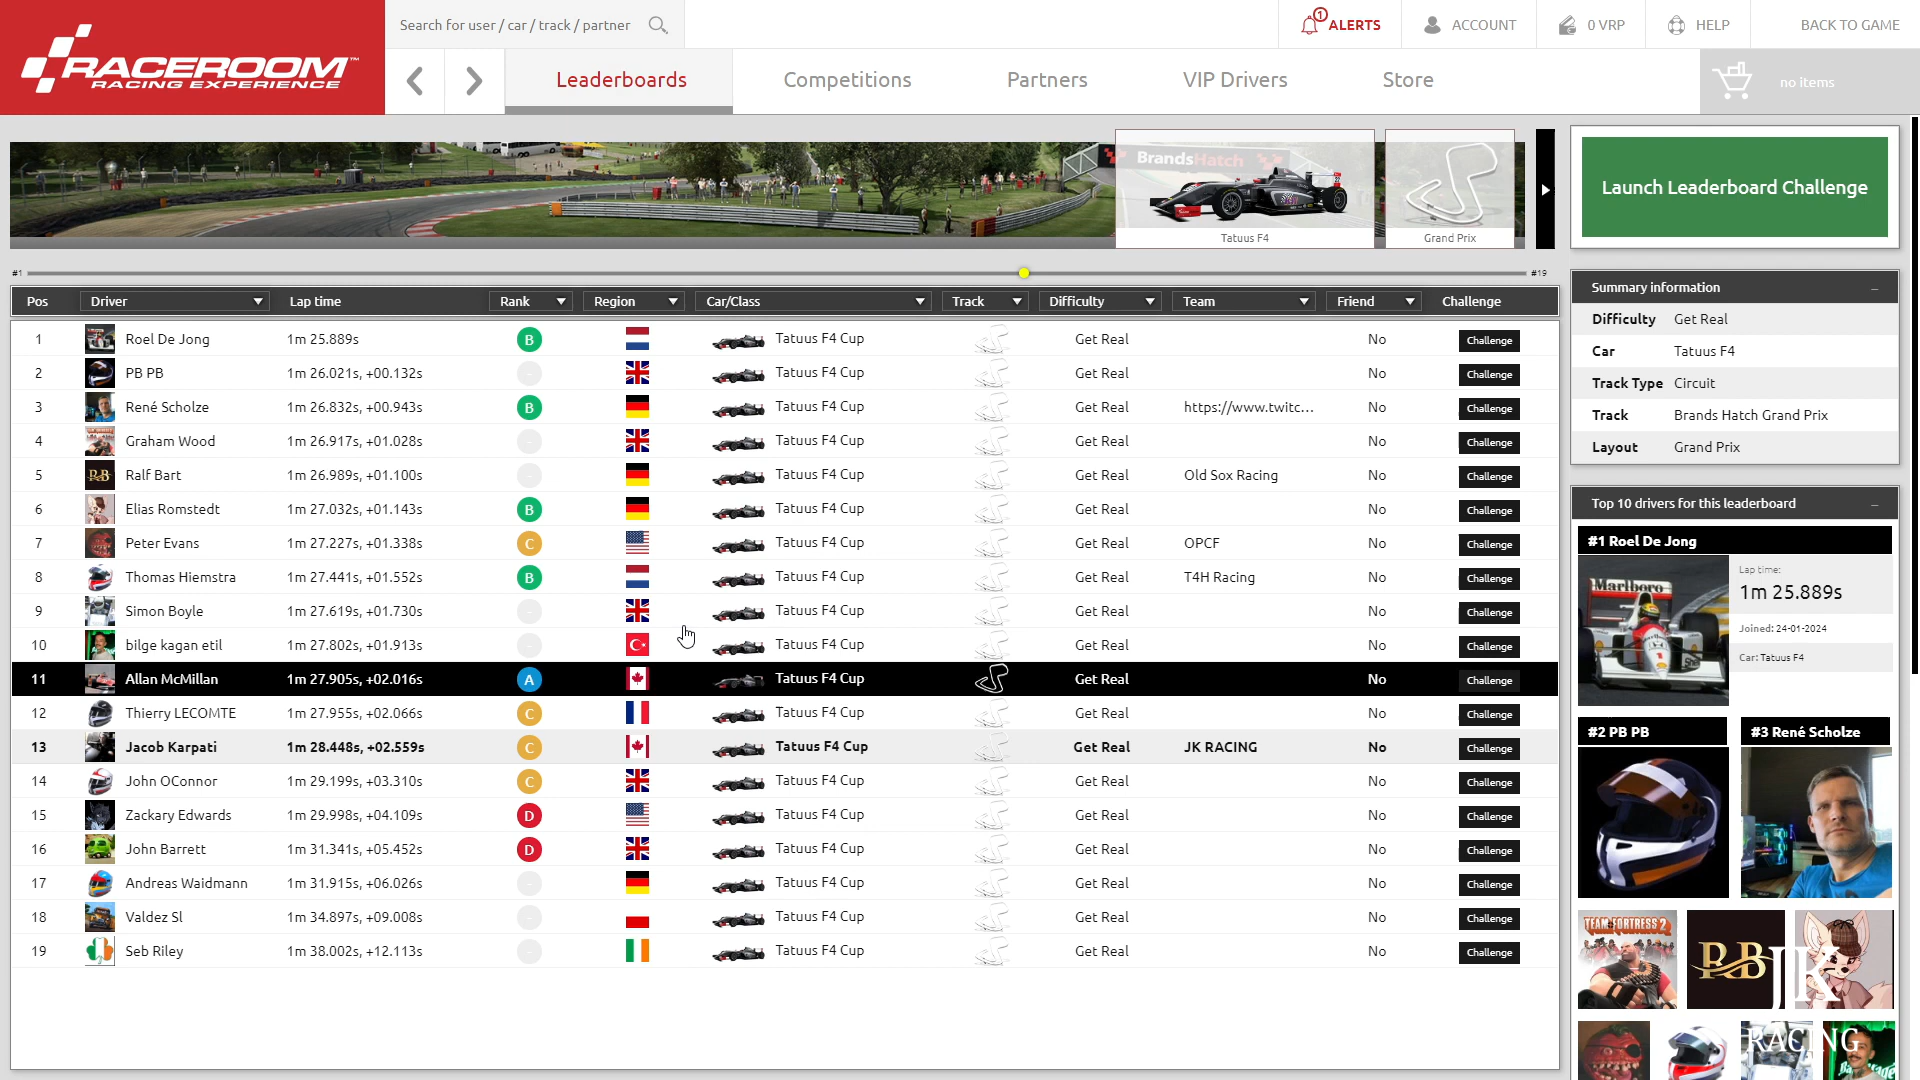 RACEROOM™
RACING EXPERIENCE
Search for user / car / track / partner
1
ALERTS
ACCOUNT
0 VRP
HELP
BACK TO GAME
Leaderboards
Competitions
Partners
VIP Drivers
Store
no items
BrandsHatch
Tatuus F4
Grand Prix
Launch Leaderboard Challenge
#1
#19
Pos Driver Lap time Rank Region Car/Class Track Difficulty Team Friend Challenge
1 Roel De Jong 1m 25.889s B Tatuus F4 Cup Get Real No Challenge
2 PB PB 1m 26.021s, +00.132s - Tatuus F4 Cup Get Real No Challenge
3 René Scholze 1m 26.832s, +00.943s B Tatuus F4 Cup Get Real https://www.twitc... No Challenge
4 Graham Wood 1m 26.917s, +01.028s - Tatuus F4 Cup Get Real No Challenge
5 Ralf Bart 1m 26.989s, +01.100s - Tatuus F4 Cup Get Real Old Sox Racing No Challenge
6 Elias Romstedt 1m 27.032s, +01.143s B Tatuus F4 Cup Get Real No Challenge
7 Peter Evans 1m 27.227s, +01.338s C Tatuus F4 Cup Get Real OPCF No Challenge
8 Thomas Hiemstra 1m 27.441s, +01.552s B Tatuus F4 Cup Get Real T4H Racing No Challenge
9 Simon Boyle 1m 27.619s, +01.730s - Tatuus F4 Cup Get Real No Challenge
10 bilge kagan etil 1m 27.802s, +01.913s - Tatuus F4 Cup Get Real No Challenge
11 Allan McMillan 1m 27.905s, +02.016s A Tatuus F4 Cup Get Real No Challenge
12 Thierry LECOMTE 1m 27.955s, +02.066s C Tatuus F4 Cup Get Real No Challenge
13 Jacob Karpati 1m 28.448s, +02.559s C Tatuus F4 Cup Get Real JK RACING No Challenge
14 John OConnor 1m 29.199s, +03.310s C Tatuus F4 Cup Get Real No Challenge
15 Zackary Edwards 1m 29.998s, +04.109s D Tatuus F4 Cup Get Real No Challenge
16 John Barrett 1m 31.341s, +05.452s D Tatuus F4 Cup Get Real No Challenge
17 Andreas Waidmann 1m 31.915s, +06.026s - Tatuus F4 Cup Get Real No Challenge
18 Valdez Sl 1m 34.897s, +09.008s - Tatuus F4 Cup Get Real No Challenge
19 Seb Riley 1m 38.002s, +12.113s - Tatuus F4 Cup Get Real No Challenge
Summary information
Difficulty Get Real
Car Tatuus F4
Track Type Circuit
Track Brands Hatch Grand Prix
Layout Grand Prix
Top 10 drivers for this leaderboard
#1 Roel De Jong
Marlboro
Lap time:
1m 25.889s
Joined: 24-01-2024
Car: Tatuus F4
#2 PB PB
#3 René Scholze
TEAM FORTRESS 2
RB
JK
RACING